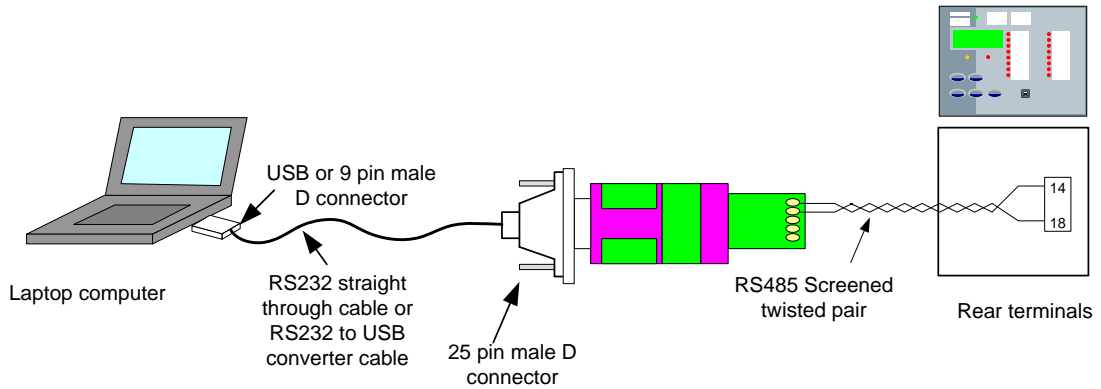 USB or 9 pin male
D connector
14
18
Laptop computer
RS232 straight
through cable or
RS232 to USB
converter cable
25 pin male D
connector
RS485 Screened
twisted pair
Rear terminals